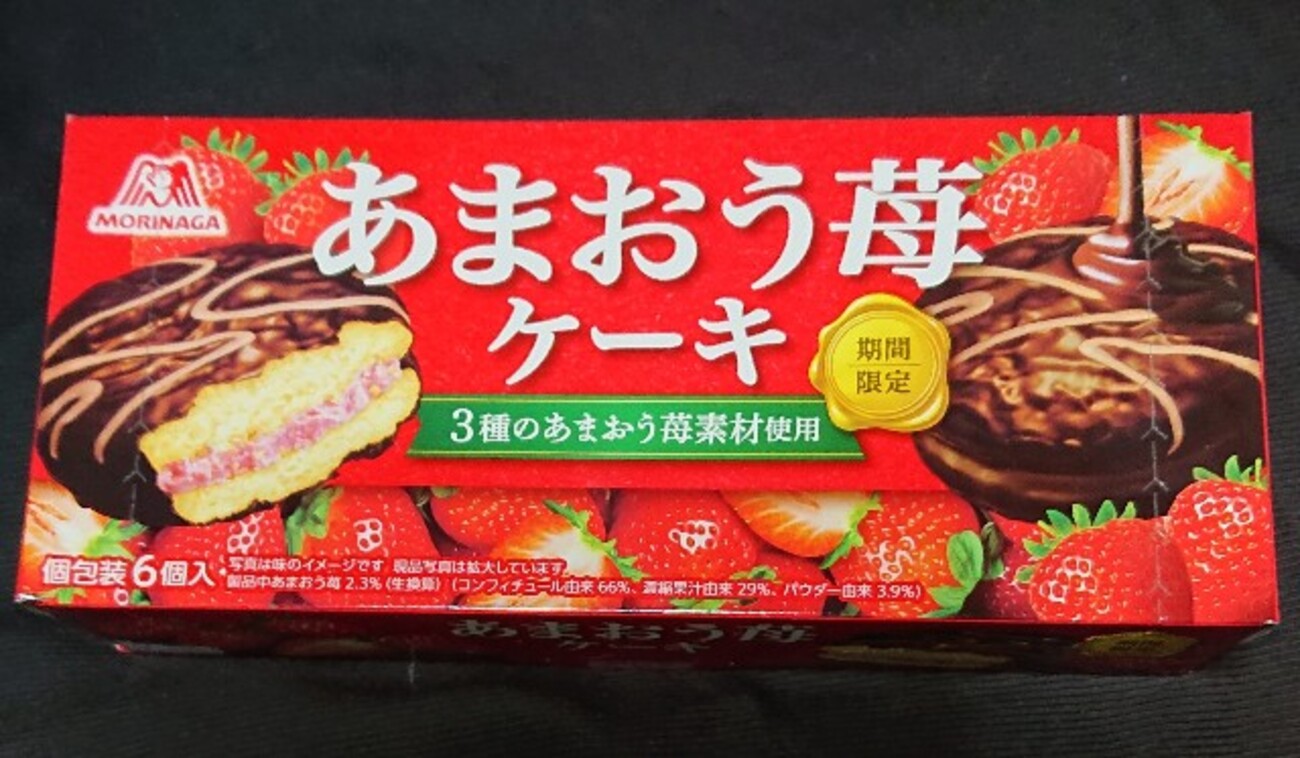 MORINAGA
あまおう苺
ケーキ
期間
限定
3種のあまおう苺素材使用
個包装6個入
・写真は味のイメージです 現品写真は拡大しています。
製品中あまおう苺 2.3%(生換算)(コンフィチュール由来 66%、濃縮果汁由来 29%、パウダー由来 3.9%)
あまおう苺
ケーキ